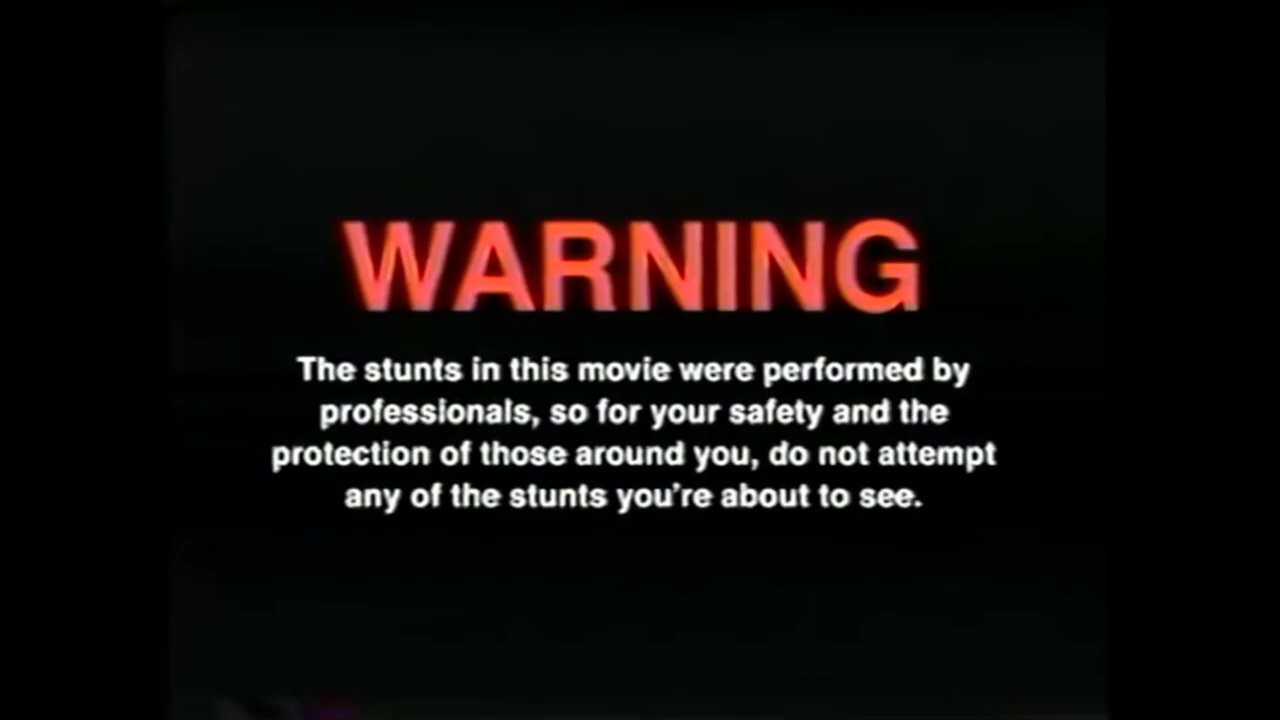 WARNING
The stunts in this movie were performed by
professionals, so for your safety and the
protection of those around you, do not attempt
any of the stunts you're about to see.